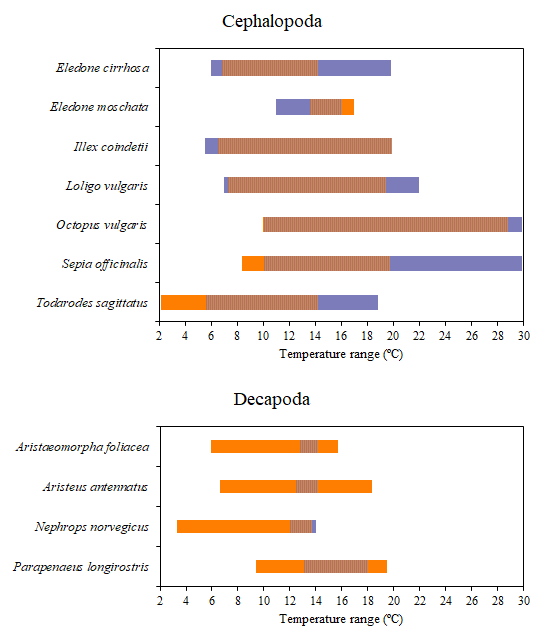 Cephalopoda
Eledone cirrhosa
Eledone moschata
Illex coindetii
Loligo vulgaris
Octopus vulgaris
Sepia officinalis
Todarodes sagittatus
2 4 6 8 10 12 14 16 18 20 22 24 26 28 30
Temperature range (ºC)
Decapoda
Aristaeomorpha foliacea
Aristeus antennatus
Nephrops norvegicus
Parapenaeus longirostris
2 4 6 8 10 12 14 16 18 20 22 24 26 28 30
Temperature range (ºC)